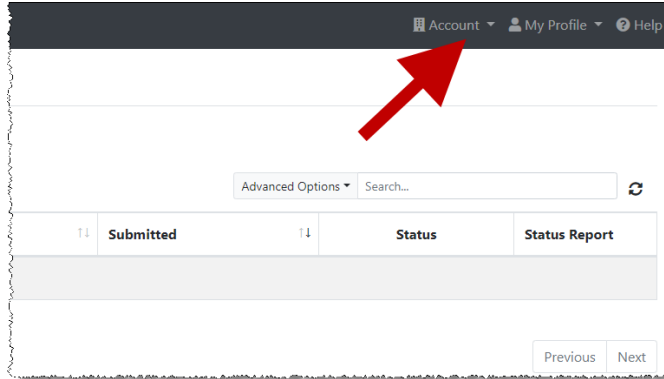 Account My Profile Help
Advanced Options Search...
Submitted Status Status Report
Previous Next